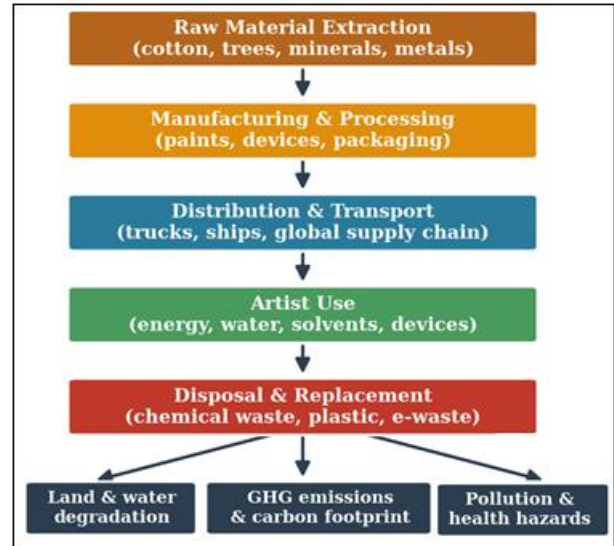 Raw Material Extraction
(cotton, trees, minerals, metals)
Manufacturing & Processing
(paints, devices, packaging)
Distribution & Transport
(trucks, ships, global supply chain)
Artist Use
(energy, water, solvents, devices)
Disposal & Replacement
(chemical waste, plastic, e-waste)
Land & water
degradation
GHG emissions
& carbon footprint
Pollution &
health hazards